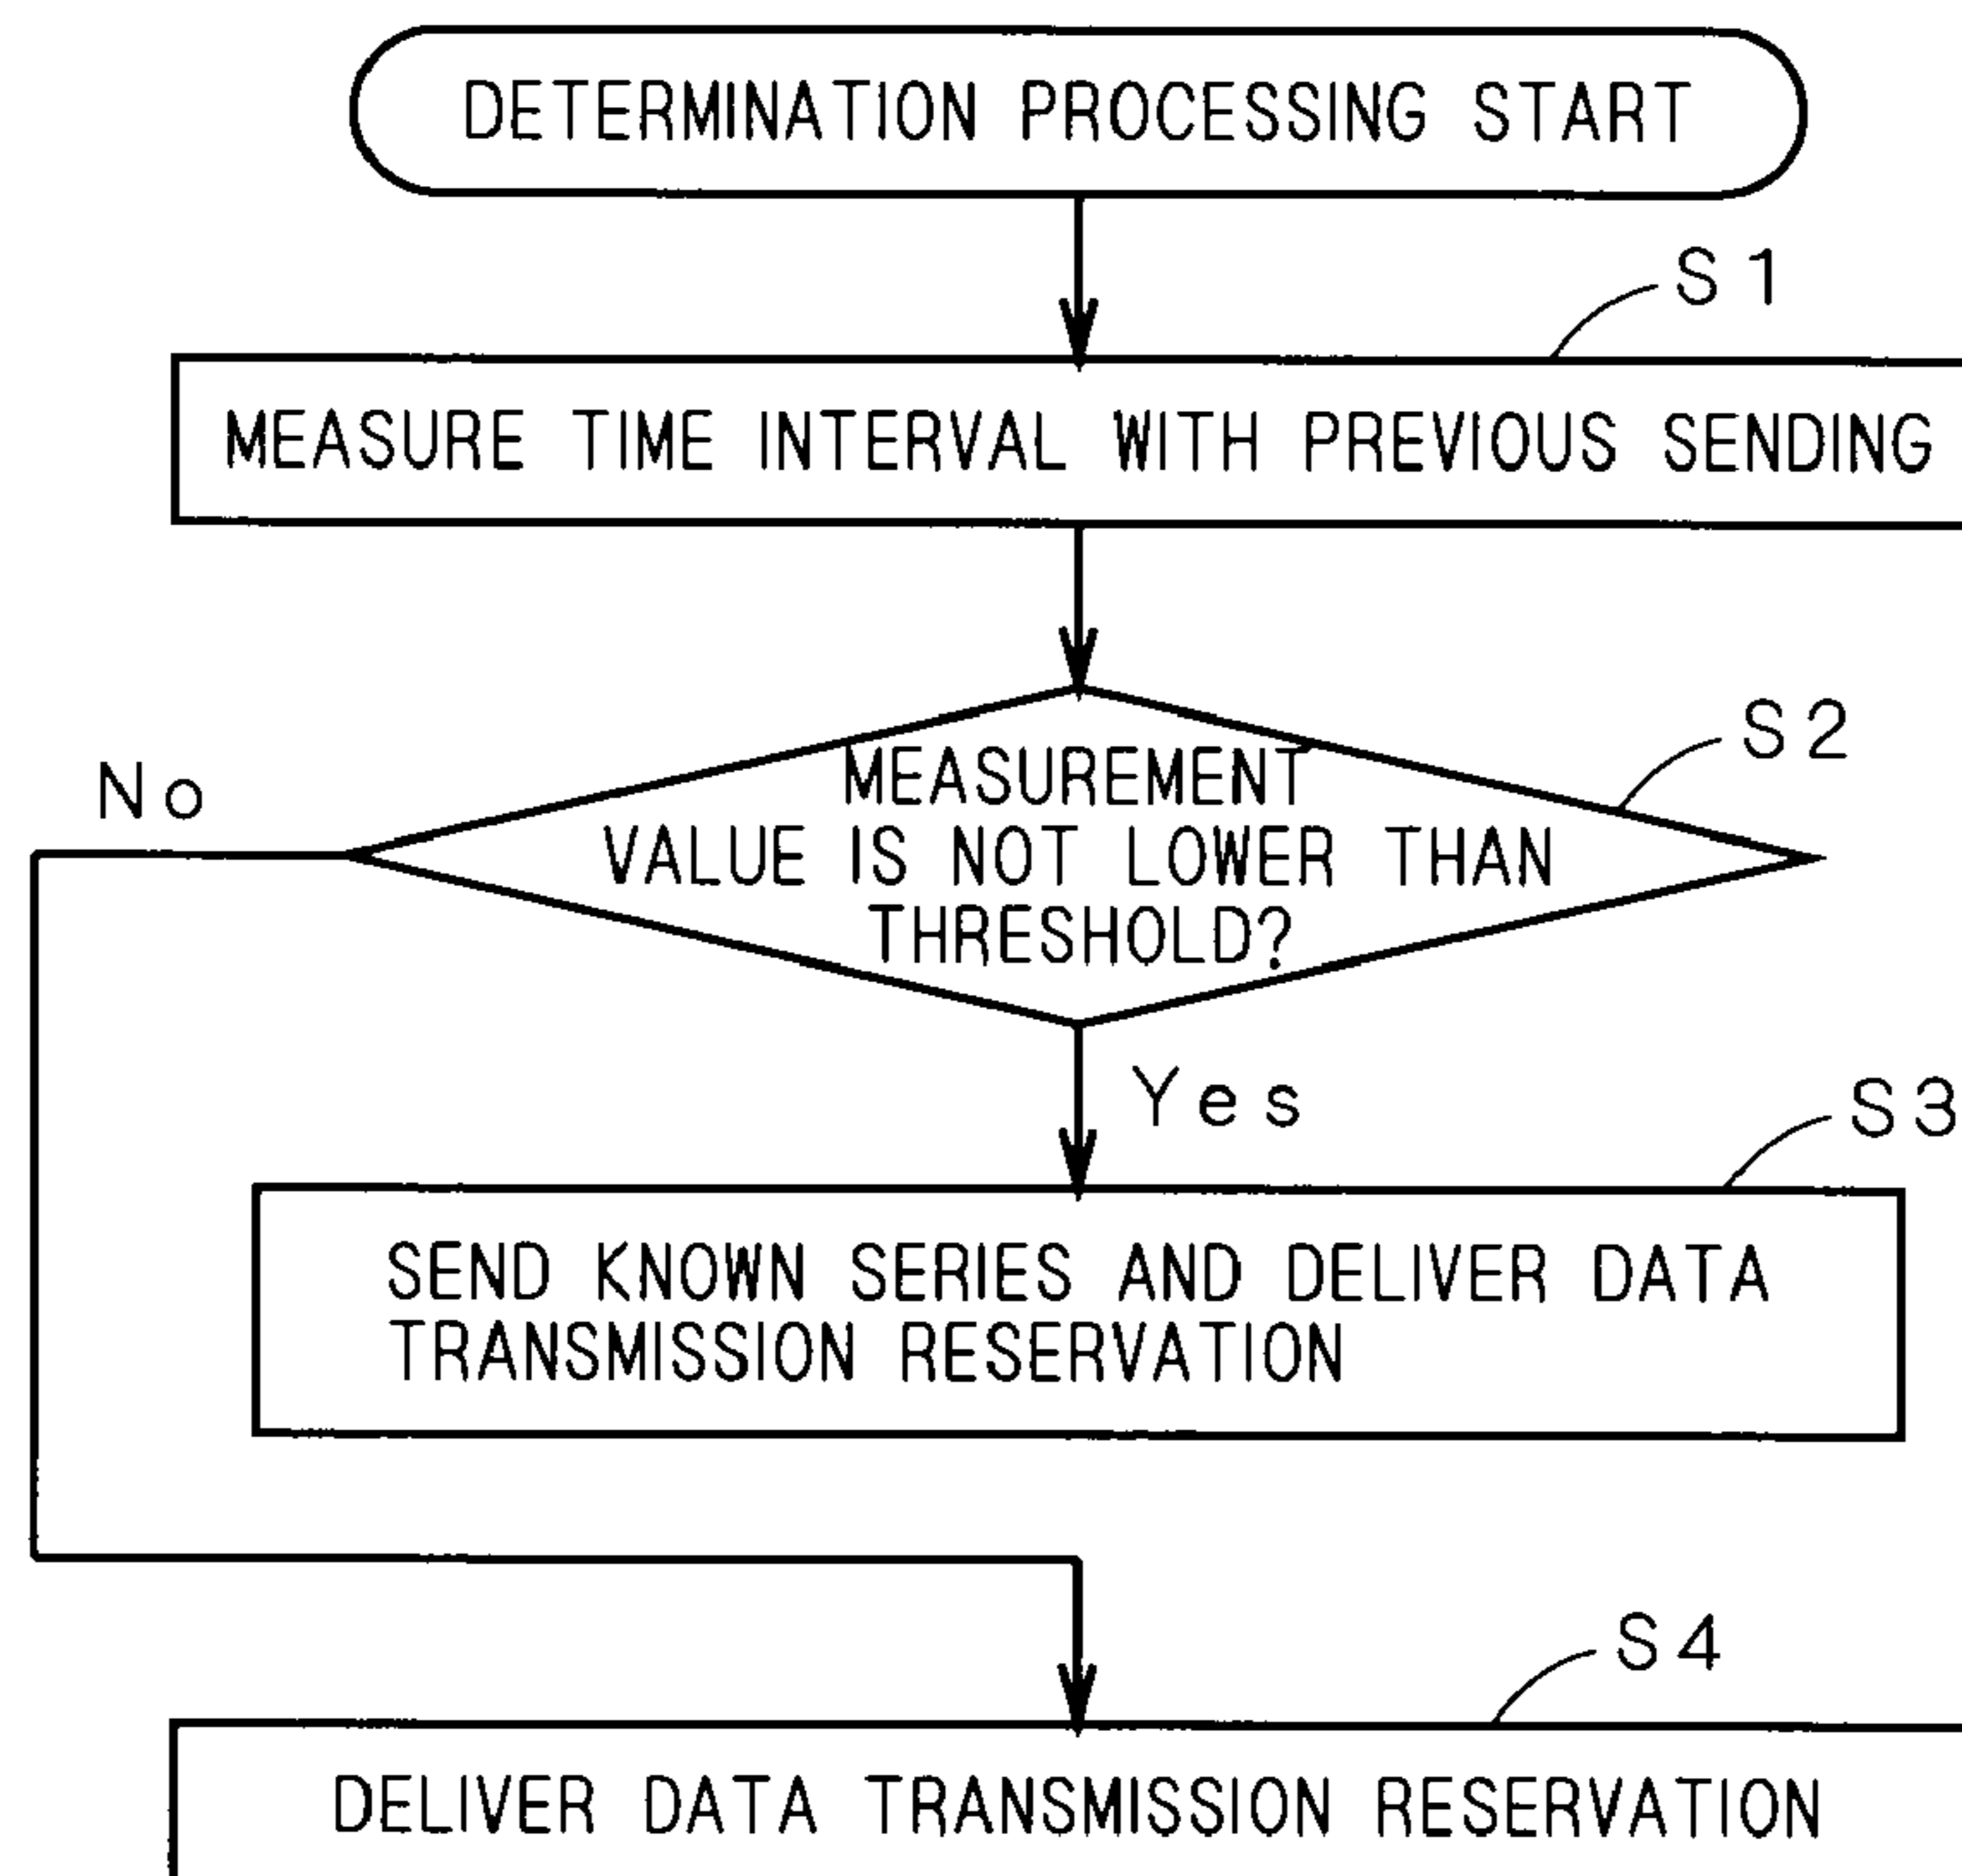 DETERMINATION PROCESSING START
S1
MEASURE TIME INTERVAL WITH PREVIOUS SENDING
S2
No
MEASUREMENT
VALUE IS NOT LOWER THAN
THRESHOLD?
Yes
S3
SEND KNOWN SERIES AND DELIVER DATA
TRANSMISSION RESERVATION
S4
DELIVER DATA TRANSMISSION RESERVATION